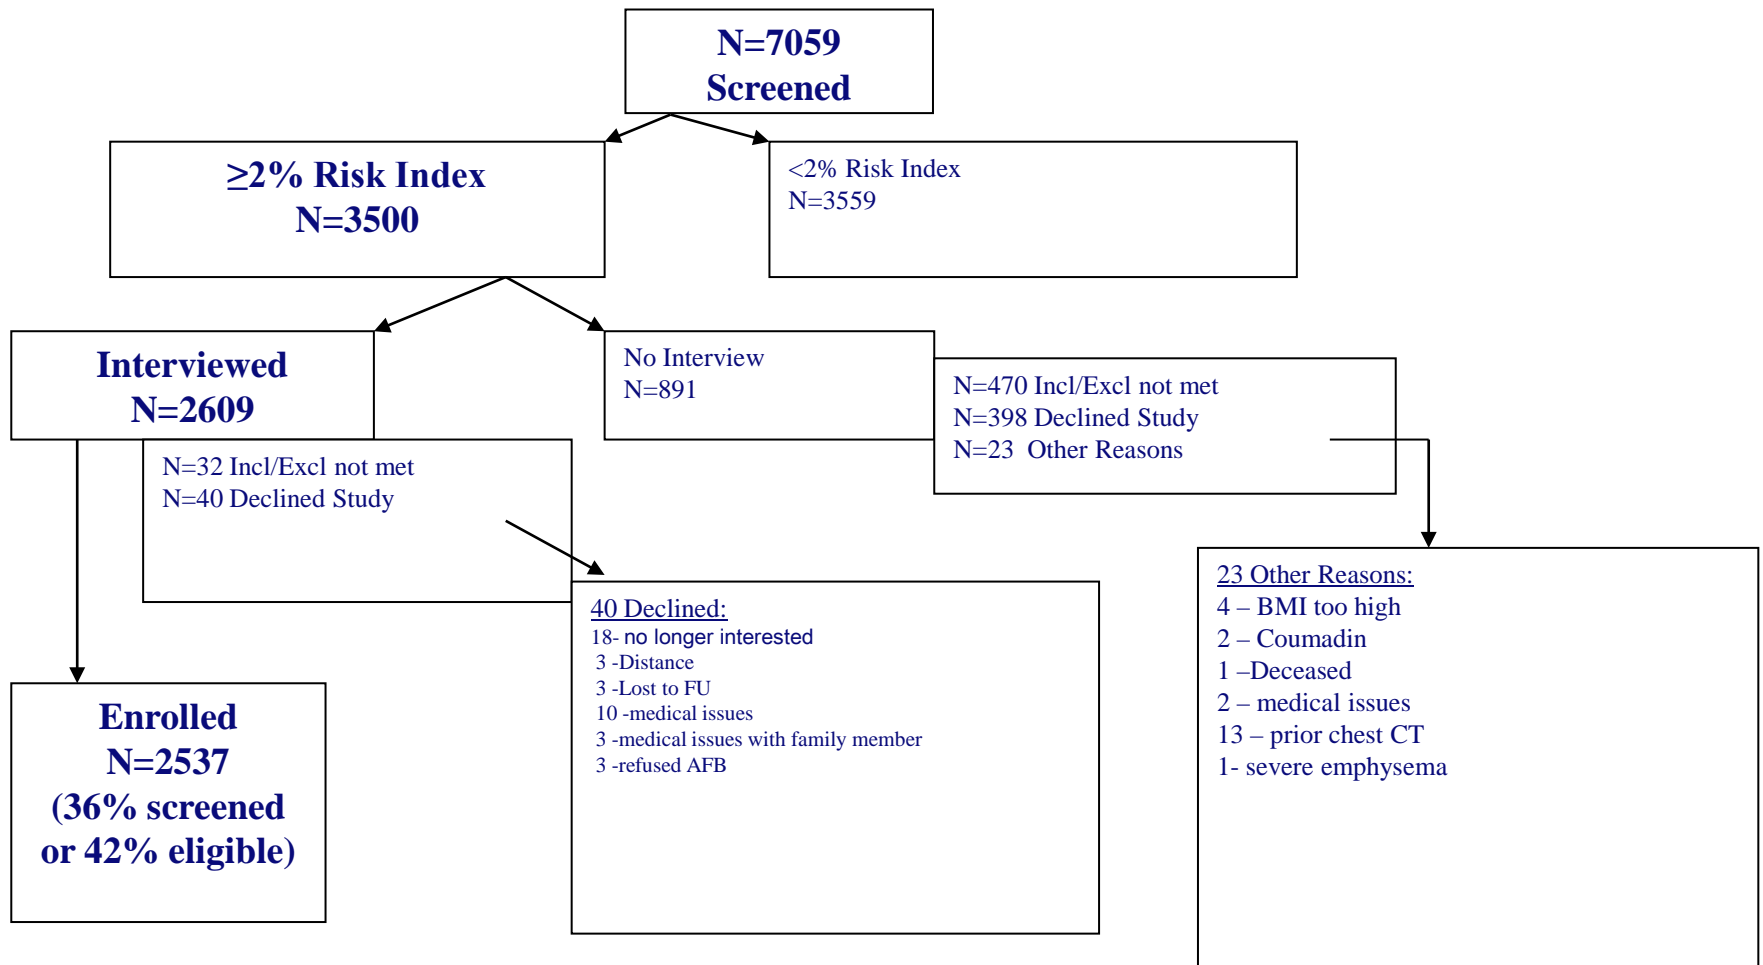 N=7059
Screened
≥2% Risk Index
N=3500
<2% Risk Index
N=3559
Interviewed
N=2609
No Interview
N=891
N=470 Incl/Excl not met
N=398 Declined Study
N=23  Other Reasons
N=32 Incl/Excl not met
N=40 Declined Study
40 Declined:
18- no longer interested
3 -Distance
3 -Lost to FU
10 -medical issues
3 -medical issues with family member
3 -refused AFB
23 Other Reasons:
4 – BMI too high
2 – Coumadin
1 –Deceased
2 – medical issues
13 – prior chest CT
1- severe emphysema
Enrolled
N=2537
(36% screened
or 42% eligible)